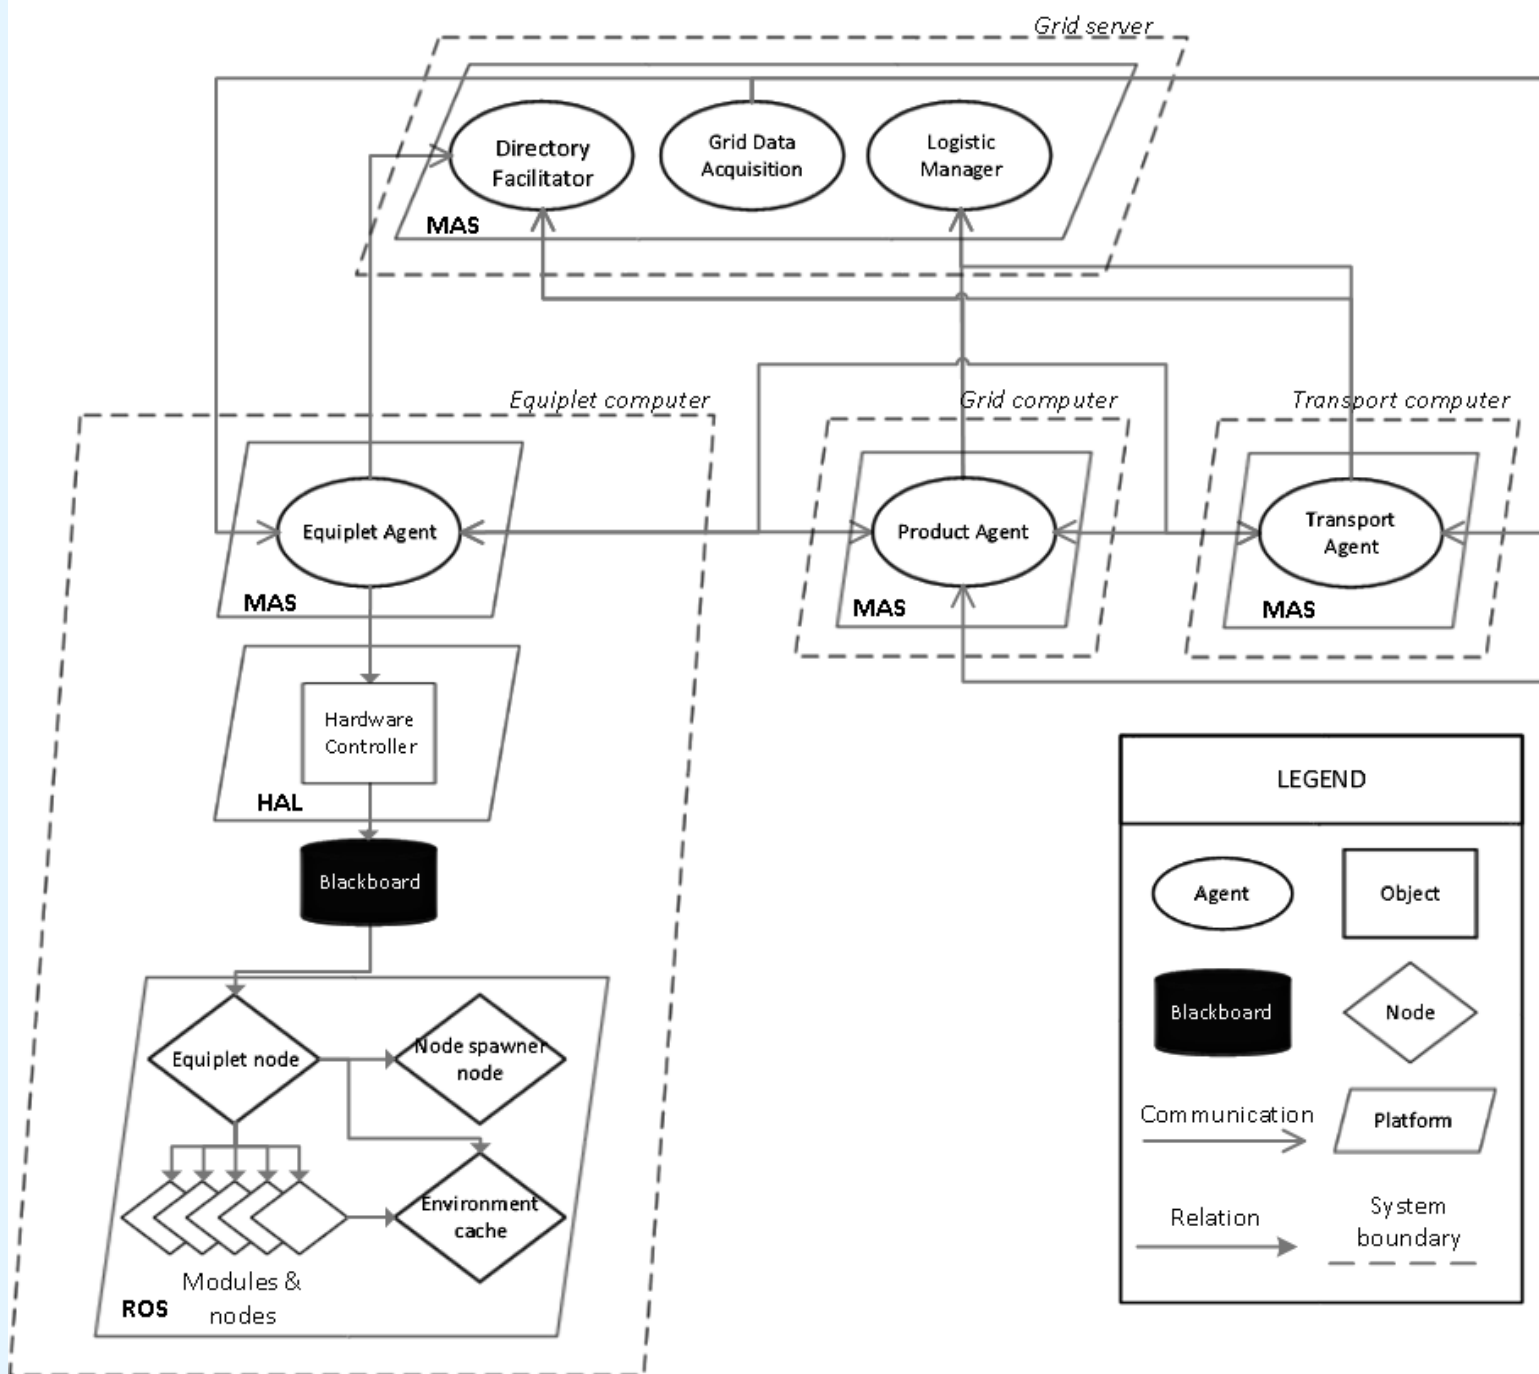 Grid server
Directory
Facilitator
Grid Data
Acquisition
Logistic
Manager
MAS
Equiplet computer
Grid computer
Transport computer
Equiplet Agent
Product Agent
Transport
Agent
MAS
MAS
MAS
Hardware
Controller
HAL
Blackboard
Equiplet node
Node spawner
node
Environment
cache
Modules &
nodes
ROS
LEGEND
Agent
Object
Blackboard
Node
Communication
Platform
Relation
System
boundary